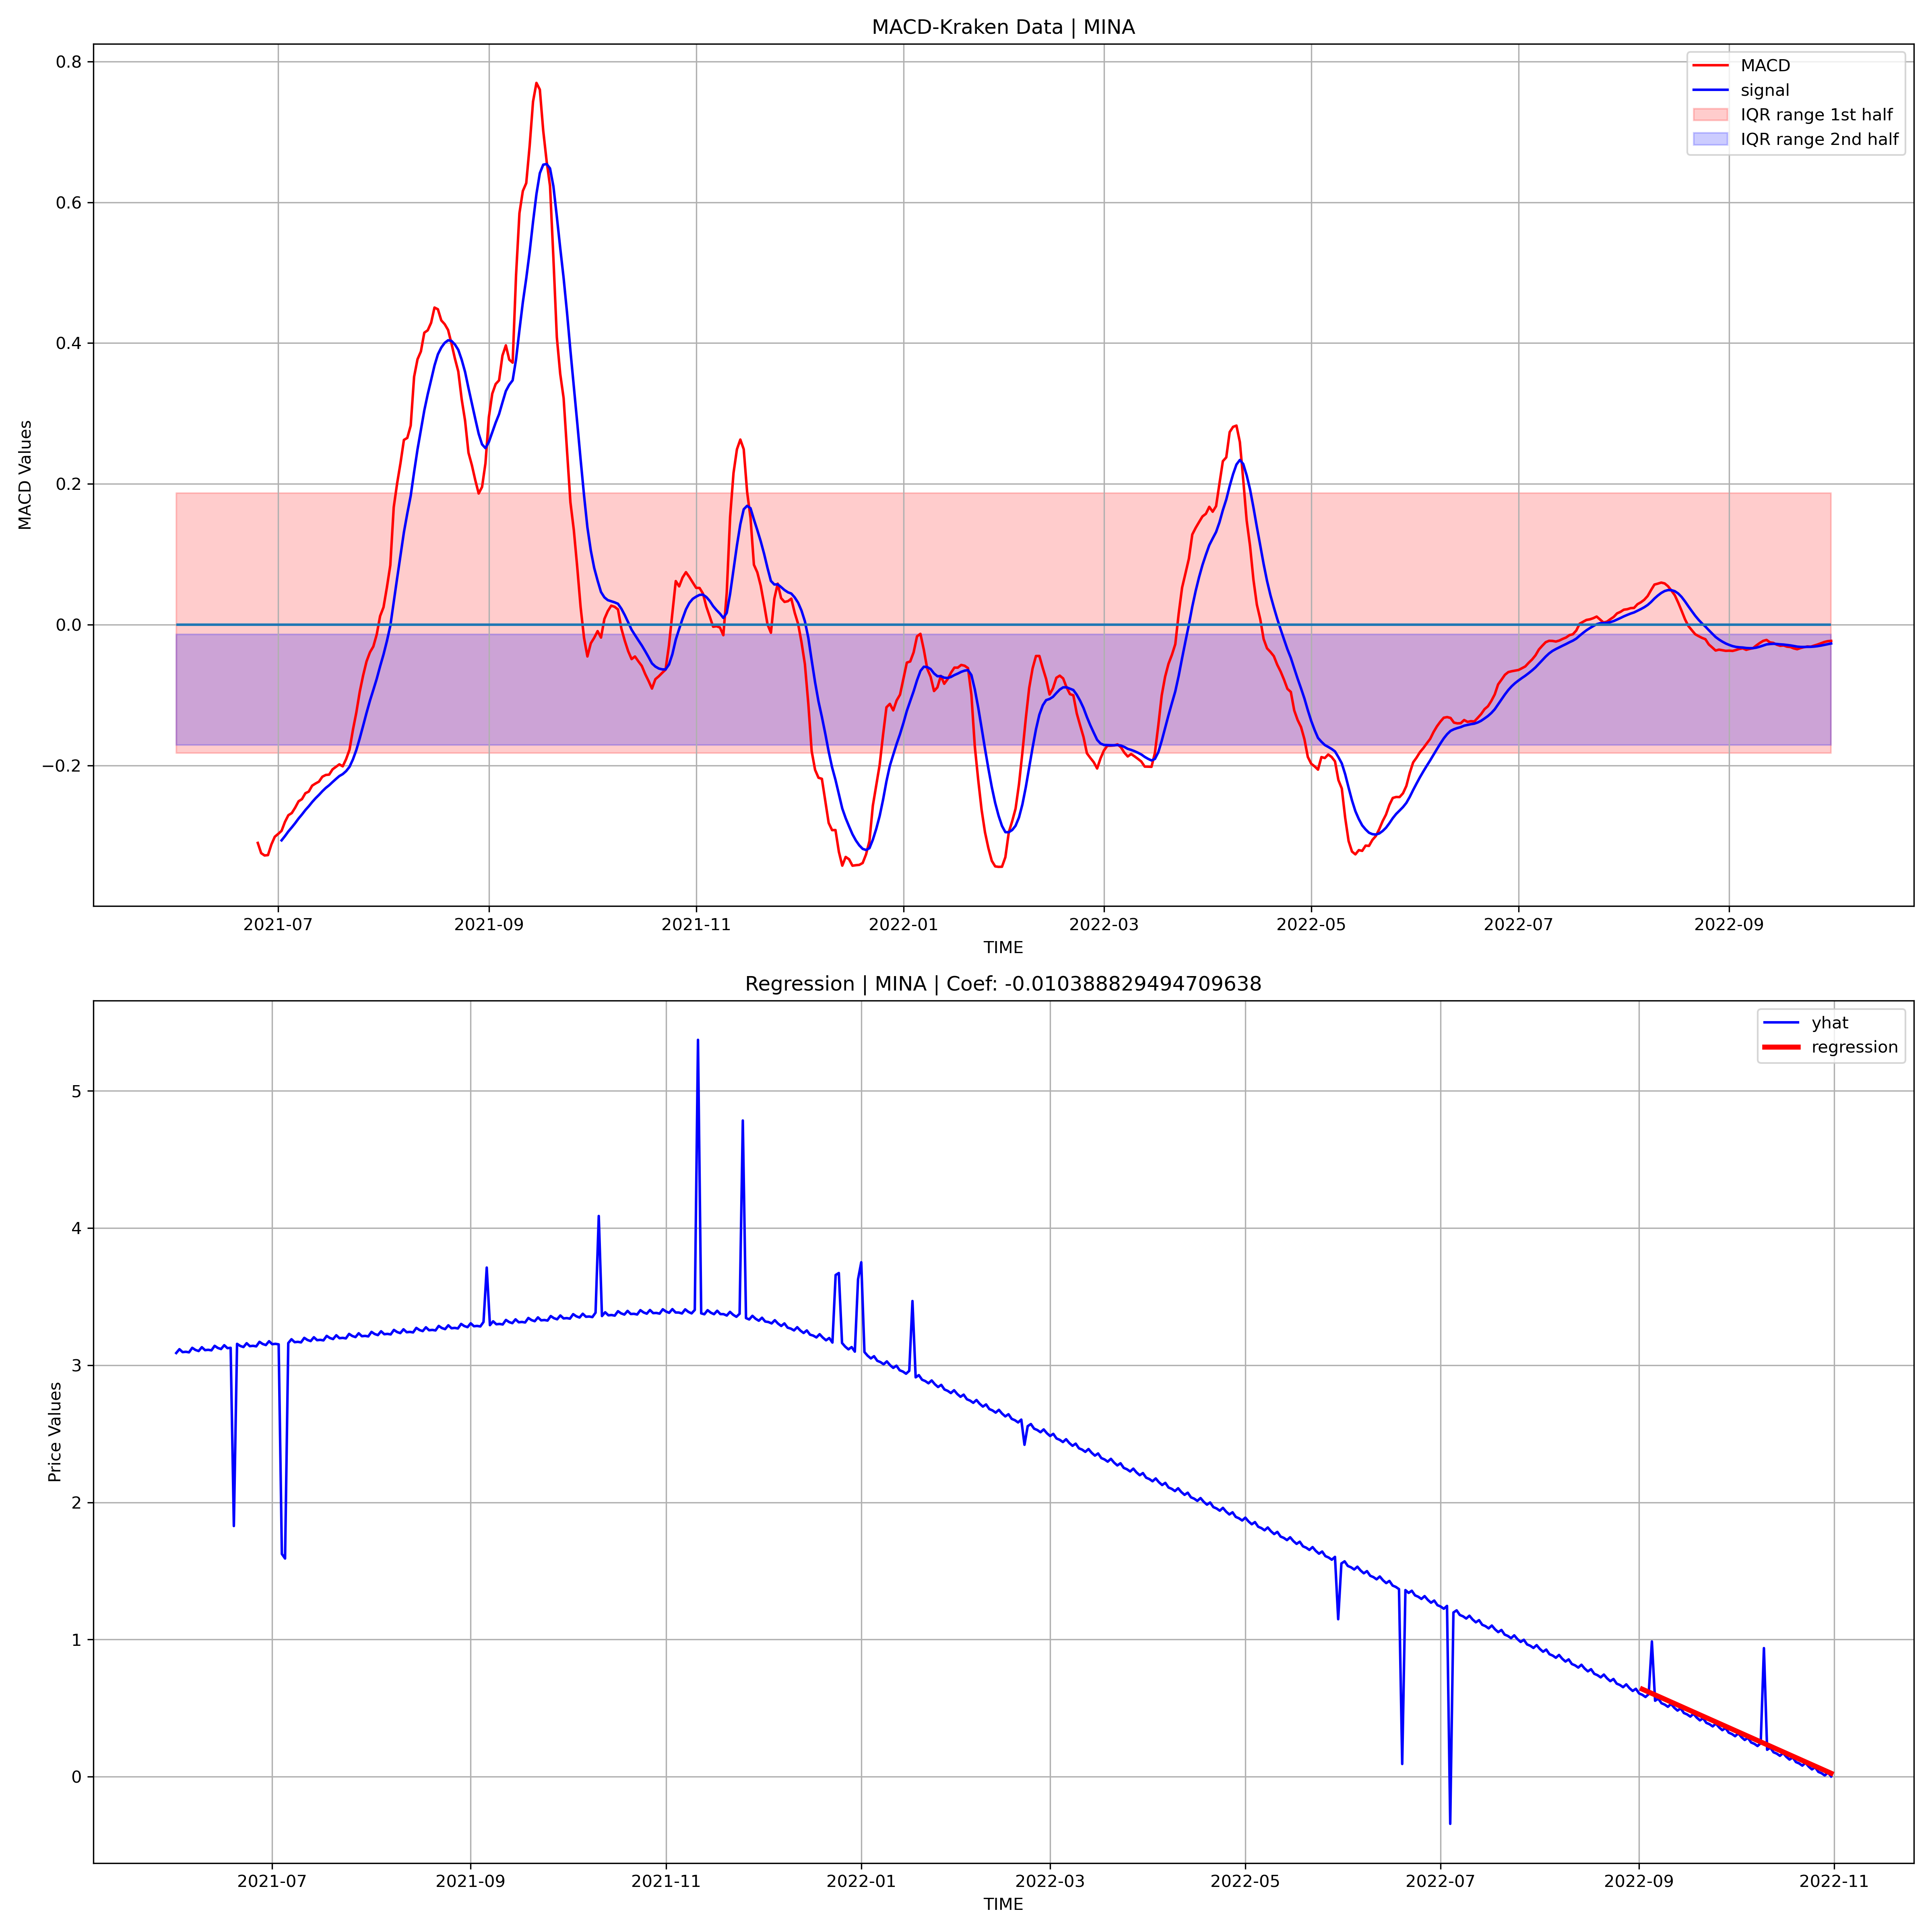 MACD-Kraken Data | MINA
MACD Values
0.8
0.6
0.4
0.2
0.0
−0.2
MACD
signal
IQR range 1st half
IQR range 2nd half
2021-07 2021-09 2021-11 2022-01 2022-03 2022-05 2022-07 2022-09
TIME
Regression | MINA | Coef: -0.010388829494709638
Price Values
5
4
3
2
1
0
yhat
regression
2021-07 2021-09 2021-11 2022-01 2022-03 2022-05 2022-07 2022-09 2022-11
TIME